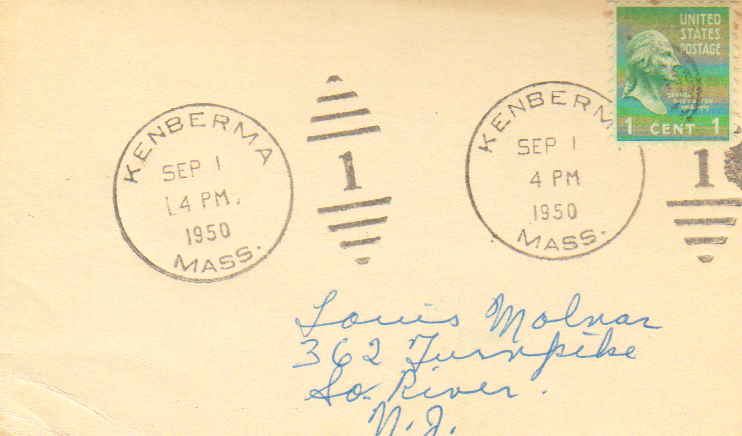 UNITED
STATES
POSTAGE
1 CENT 1
KENBERMA
SEP 1
4 PM
1950
MASS.
1
KENBERM
SEP 1
4 PM
1950
MASS.
1
Louis Molnar
362 Turnpike
So. River.
N.J.